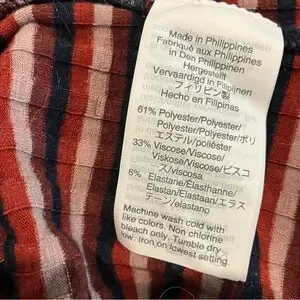 Made in Philippines
Fabriqué aux Philippines
In Den Philippinen
Hergestellt
Vervaardigd in Filipinas
フィリピン製
Hecho en Filipinas
61% Polyester/Polyester/
Polyester/Polyester/ポリ
エステル/poliéster
33% Viscose/Viscose/
Viskose/Viscose/ビスコ
ース/viscosa
6% Elastane/Élasthanne/
Elastan/Elastaan/エラス
テーン/elastano
Machine wash cold with
like colors. Non chlorine
bleach only. Tumble dry
low. Iron on lowest setting.